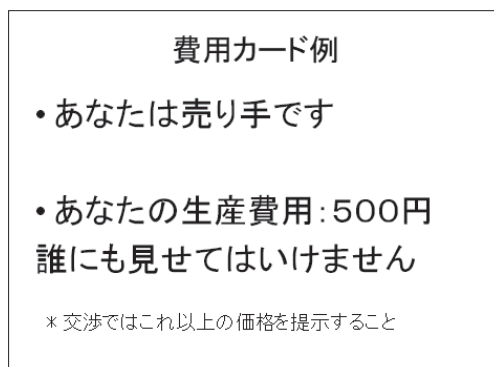 費用カード例
•あなたは売り手です
•あなたの生産費用：５００円
誰にも見せてはいけません
＊交渉ではこれ以上の価格を提示すること